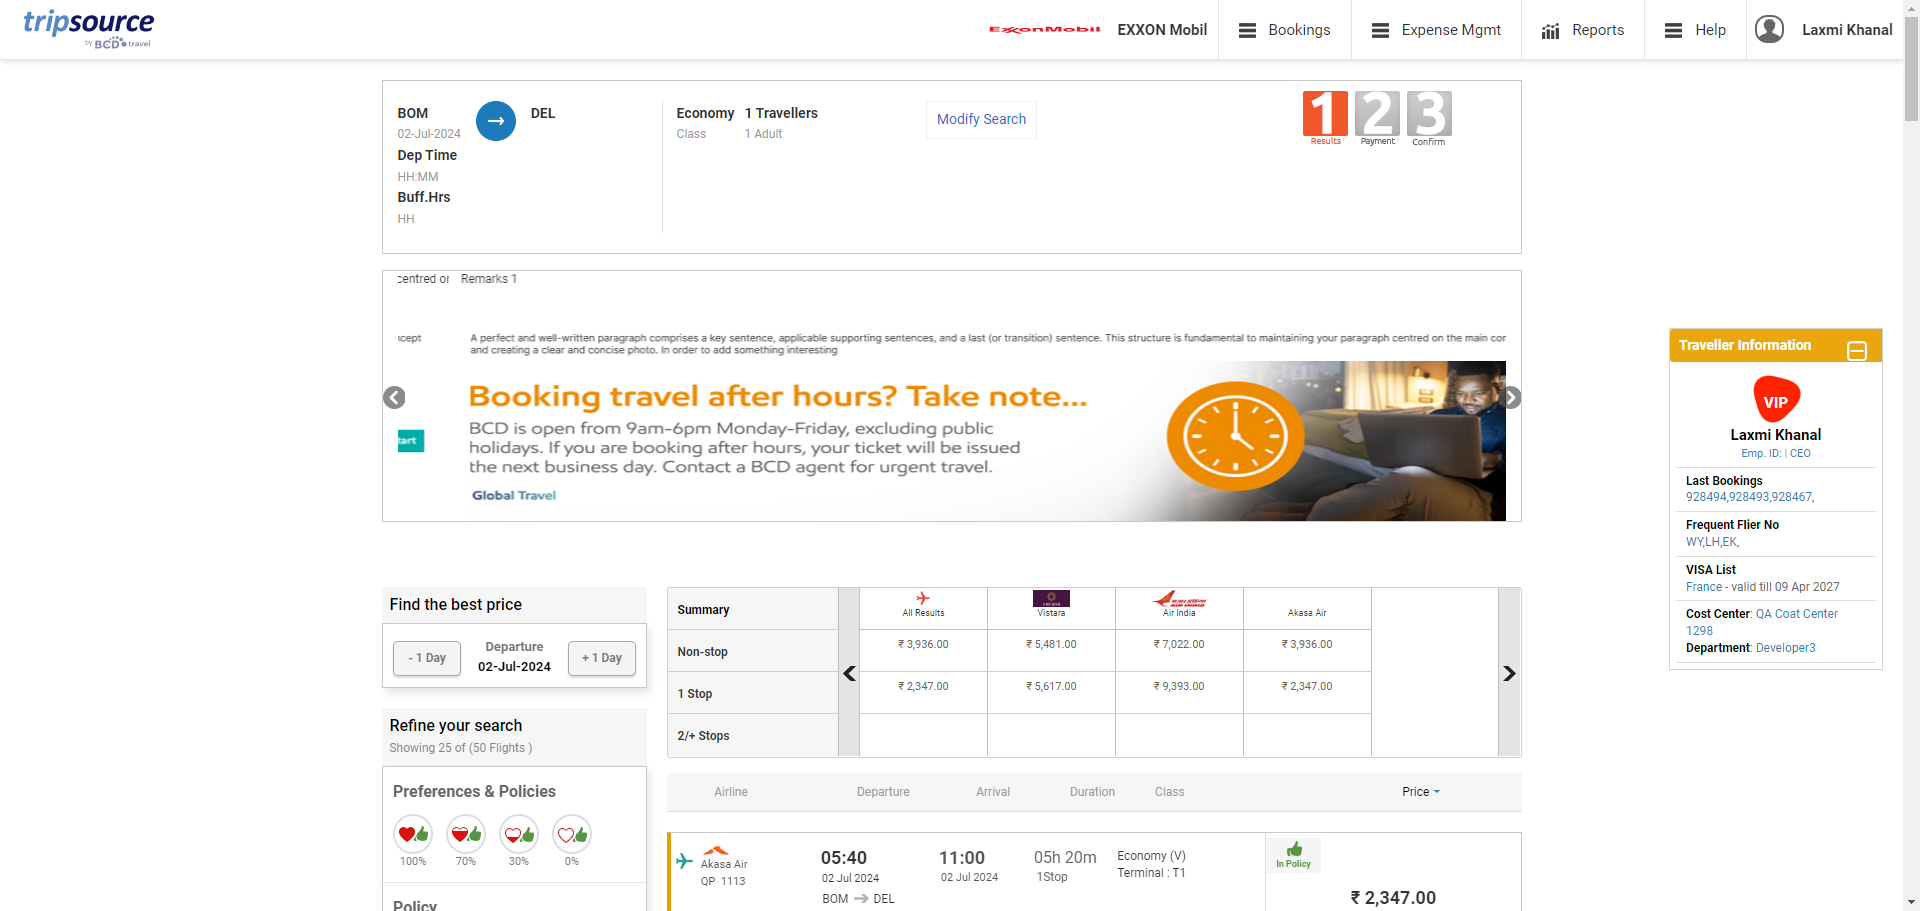 tripsource
by BCD travel
ExxonMobil
EXXON Mobil
Bookings
Expense Mgmt
Reports
Help
Laxmi Khanal
BOM
02-Jul-2024
DEL
Dep Time
HH:MM
Buff.Hrs
HH
Economy
Class
1 Travellers
1 Adult
Modify Search
1
Results
2
Payment
3
Confirm
centred or
Remarks 1
ncept
A perfect and well-written paragraph comprises a key sentence, applicable supporting sentences, and a last (or transition) sentence. This structure is fundamental to maintaining your paragraph centred on the main cor
and creating a clear and concise photo. In order to add something interesting
Booking travel after hours? Take note...
BCD is open from 9am-6pm Monday-Friday, excluding public
holidays. If you are booking after hours, your ticket will be issued
the next business day. Contact a BCD agent for urgent travel.
tart
Global Travel
Traveller Information
VIP
Laxmi Khanal
Emp. ID: | CEO
Last Bookings
928494,928493,928467,
Frequent Flier No
WY,LH,EK,
VISA List
France - valid till 09 Apr 2027
Cost Center: QA Coat Center
1298
Department: Developer3
Find the best price
- 1 Day
Departure
02-Jul-2024
+ 1 Day
Refine your search
Showing 25 of (50 Flights )
Preferences & Policies
100%
70%
30%
0%
Policy
Summary
All Results
Vistara
Air India
Akasa Air
Non-stop
₹ 3,936.00
₹ 5,481.00
₹ 7,022.00
₹ 3,936.00
1 Stop
₹ 2,347.00
₹ 5,617.00
₹ 9,393.00
₹ 2,347.00
2/+ Stops
Airline
Departure
Arrival
Duration
Class
Price
Akasa Air
QP 1113
05:40
02 Jul 2024
BOM
DEL
11:00
02 Jul 2024
05h 20m
1Stop
Economy (V)
Terminal : T1
In Policy
₹ 2,347.00